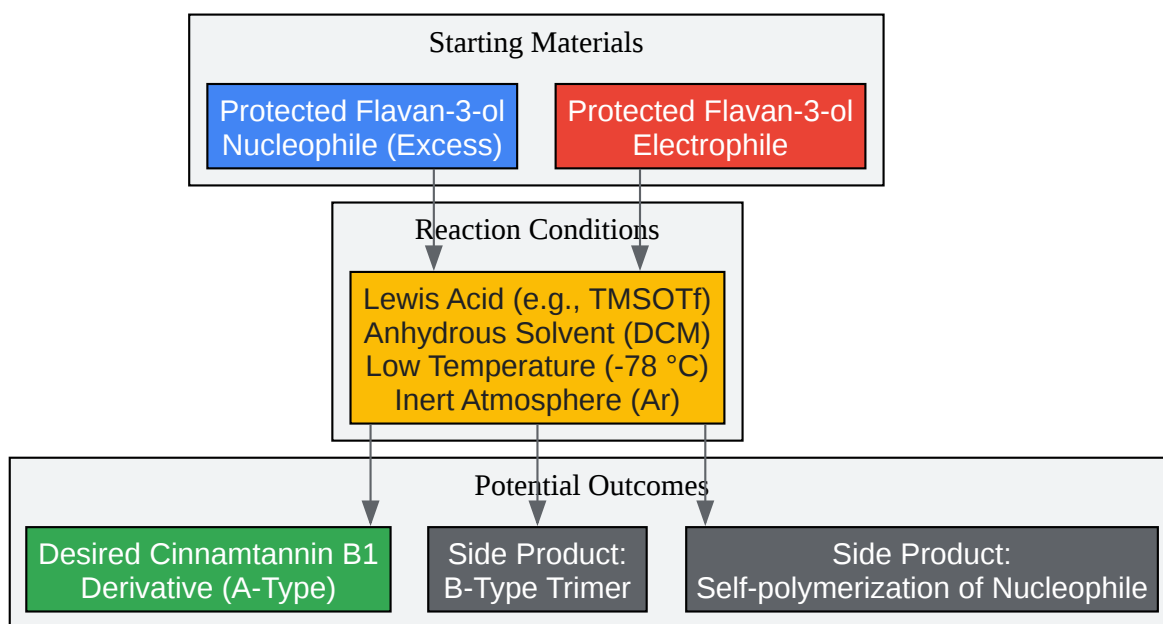 Starting Materials
Protected Flavan-3-ol
Nucleophile (Excess)
Protected Flavan-3-ol
Electrophile
Reaction Conditions
Lewis Acid (e.g., TMSOTf)
Anhydrous Solvent (DCM)
Low Temperature (-78 °C)
Inert Atmosphere (Ar)
Potential Outcomes
Desired Cinnamtannin B1
Derivative (A-Type)
Side Product:
B-Type Trimer
Side Product:
Self-polymerization of Nucleophile